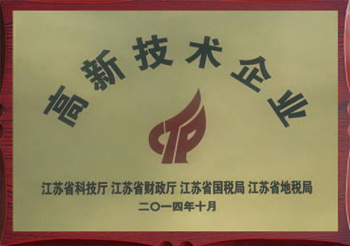 高新技术企业
江苏省科技厅 江苏省财政厅 江苏省国税局 江苏省地税局
二〇一四年十月